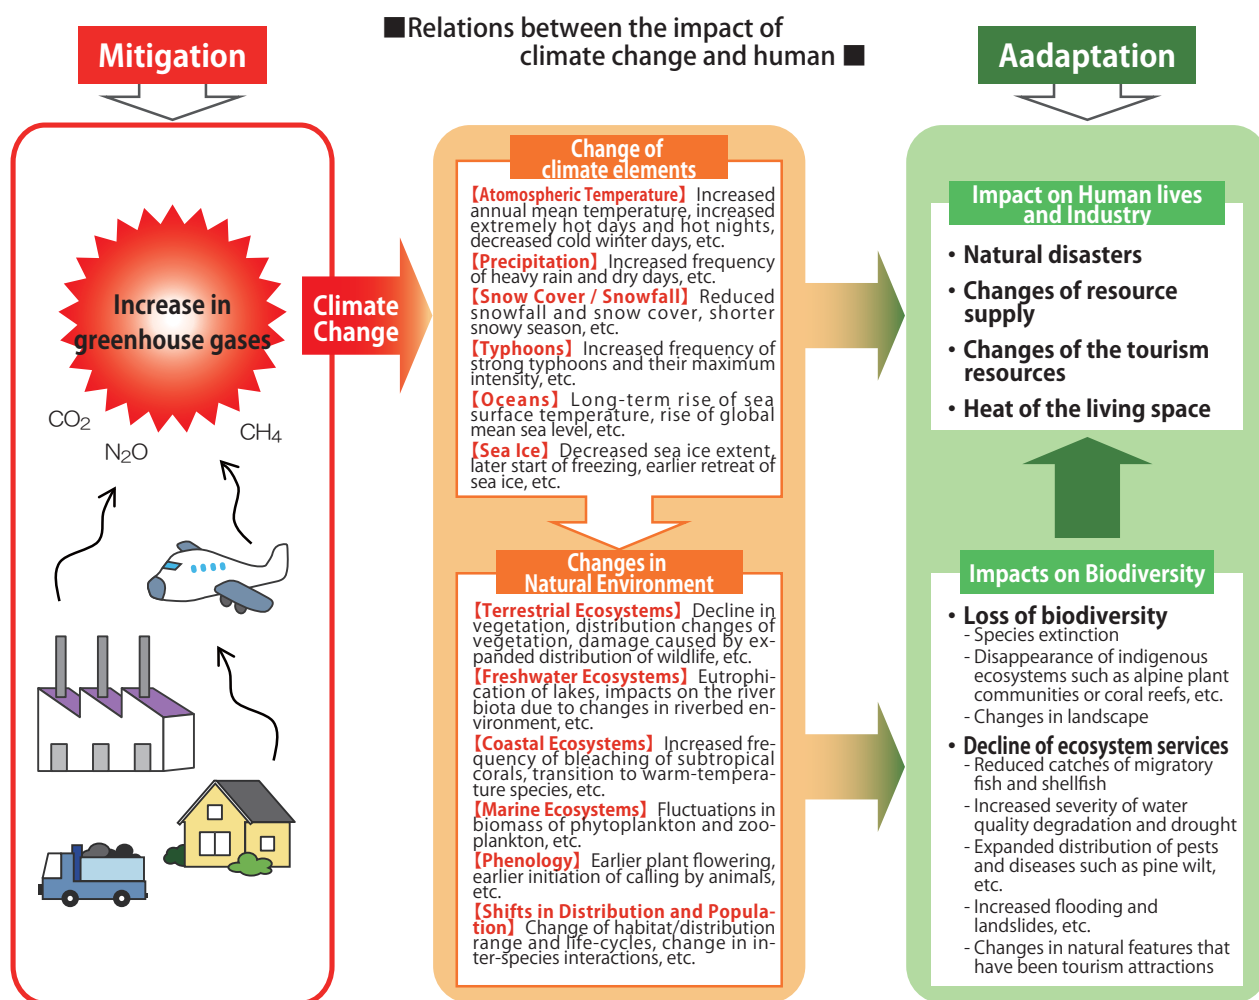 ■Relations between the impact of
climate change and human ■
Mitigation
Increase in
greenhouse gases
CO2
N2O
CH4
Climate
Change
Change of
climate elements
【Atomospheric Temperature】 Increased
annual mean temperature, increased
extremely hot days and hot nights,
decreased cold winter days, etc.
【Precipitation】 Increased frequency
of heavy rain and dry days, etc.
【Snow Cover / Snowfall】 Reduced
snowfall and snow cover, shorter
snowy season, etc.
【Typhoons】 Increased frequency of
strong typhoons and their maximum
intensity, etc.
【Oceans】 Long-term rise of sea
surface temperature, rise of global
mean sea level, etc.
【Sea Ice】 Decreased sea ice extent,
later start of freezing, earlier retreat of
sea ice, etc.
Changes in
Natural Environment
【Terrestrial Ecosystems】 Decline in
vegetation, distribution changes of
vegetation, damage caused by ex-
panded distribution of wildlife, etc.
【Freshwater Ecosystems】 Eutrophi-
cation of lakes, impacts on the river
biota due to changes in riverbed en-
vironment, etc.
【Coastal Ecosystems】 Increased fre-
quency of bleaching of subtropical
corals, transition to warm-tempera-
ture species, etc.
【Marine Ecosystems】 Fluctuations in
biomass of phytoplankton and zoo-
plankton, etc.
【Phenology】 Earlier plant flowering,
earlier initiation of calling by animals,
etc.
【Shifts in Distribution and Popula-
tion】 Change of habitat/distribution
range and life-cycles, change in in-
ter-species interactions, etc.
Aadaptation
Impact on Human lives
and Industry
• Natural disasters
• Changes of resource
supply
• Changes of the tourism
resources
• Heat of the living space
Impacts on Biodiversity
• Loss of biodiversity
- Species extinction
- Disappearance of indigenous
ecosystems such as alpine plant
communities or coral reefs, etc.
- Changes in landscape
• Decline of ecosystem services
- Reduced catches of migratory
fish and shellfish
- Increased severity of water
quality degradation and drought
- Expanded distribution of pests
and diseases such as pine wilt,
etc.
- Increased flooding and
landslides, etc.
- Changes in natural features that
have been tourism attractions